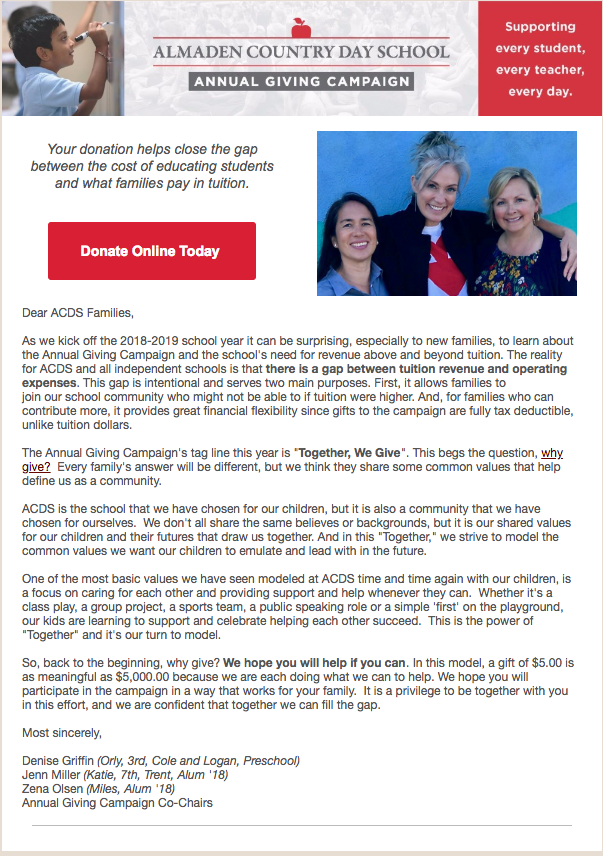 ALMADEN COUNTRY DAY SCHOOL
ANNUAL GIVING CAMPAIGN
Supporting
every student,
every teacher,
every day.
Your donation helps close the gap
between the cost of educating students
and what families pay in tuition.
Donate Online Today
Dear ACDS Families,
As we kick off the 2018-2019 school year it can be surprising, especially to new families, to learn about
the Annual Giving Campaign and the school's need for revenue above and beyond tuition. The reality
for ACDS and all independent schools is that there is a gap between tuition revenue and operating
expenses. This gap is intentional and serves two main purposes. First, it allows families to
join our school community who might not be able to if tuition were higher. And, for families who can
contribute more, it provides great financial flexibility since gifts to the campaign are fully tax deductible,
unlike tuition dollars.
The Annual Giving Campaign's tag line this year is "Together, We Give". This begs the question, why
give?  Every family's answer will be different, but we think they share some common values that help
define us as a community.
ACDS is the school that we have chosen for our children, but it is also a community that we have
chosen for ourselves.  We don't all share the same believes or backgrounds, but it is our shared values
for our children and their futures that draw us together. And in this "Together," we strive to model the
common values we want our children to emulate and lead with in the future.
One of the most basic values we have seen modeled at ACDS time and time again with our children, is
a focus on caring for each other and providing support and help whenever they can.  Whether it's a
class play, a group project, a sports team, a public speaking role or a simple 'first' on the playground,
our kids are learning to support and celebrate helping each other succeed.  This is the power of
"Together" and it's our turn to model.
So, back to the beginning, why give? We hope you will help if you can. In this model, a gift of $5.00 is
as meaningful as $5,000.00 because we are each doing what we can to help. We hope you will
participate in the campaign in a way that works for your family.  It is a privilege to be together with you
in this effort, and we are confident that together we can fill the gap.
Most sincerely,
Denise Griffin (Orly, 3rd, Cole and Logan, Preschool)
Jenn Miller (Katie, 7th, Trent, Alum '18)
Zena Olsen (Miles, Alum '18)
Annual Giving Campaign Co-Chairs